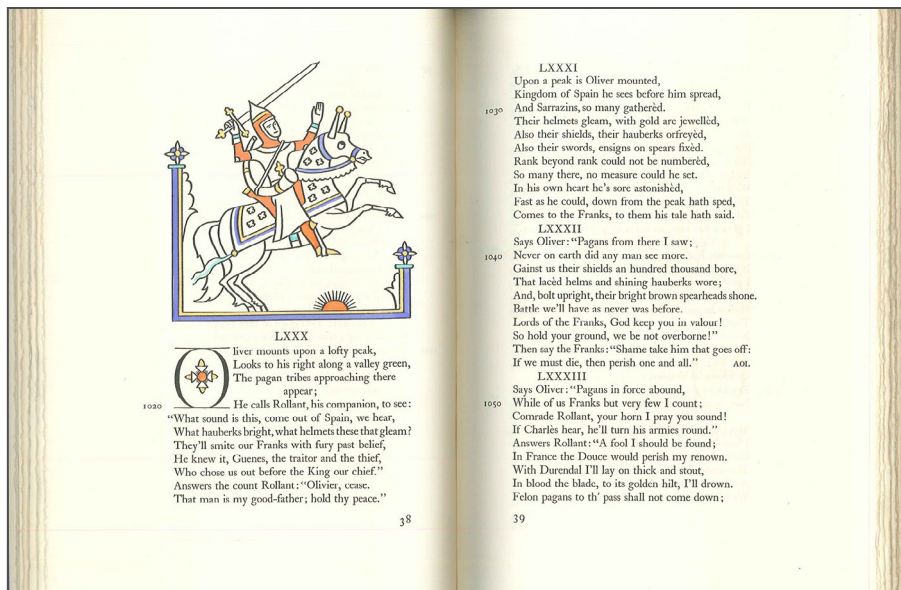 LXXX
Oliver mounts upon a lofty peak,
Looks to his right along a valley green,
The pagan tribes approaching there
appear;
1020 He calls Rollant, his companion, to see:
“What sound is this, come out of Spain, we hear,
What hauberks bright, what helmets these that gleam?
They’ll smite our Franks with fury past belief,
He knew it, Guenes, the traitor and the thief,
Who chose us out before the King our chief.”
Answers the count Rollant: “Olivier, cease.
That man is my good-father; hold thy peace.”
38
LXXXI
Upon a peak is Oliver mounted,
Kingdom of Spain he sees before him spread,
1030 And Sarrazins, so many gatherèd.
Their helmets gleam, with gold are jewellèd,
Also their shields, their hauberks orfreyèd,
Also their swords, ensigns on spears fixèd.
Rank beyond rank could not be numberèd,
So many there, no measure could he set.
In his own heart he’s sore astonishèd,
Fast as he could, down from the peak hath sped,
Comes to the Franks, to them his tale hath said.
LXXXII
Says Oliver: “Pagans from there I saw;
1040 Never on earth did any man see more.
Gainst us their shields an hundred thousand bore,
That lacèd helms and shining hauberks wore;
And, bolt upright, their bright brown spearheads shone.
Battle we’ll have as never was before.
Lords of the Franks, God keep you in valour!
So hold your ground, we be not overborne!”
Then say the Franks: “Shame take him that goes off:
If we must die, then perish one and all.” AOI.
LXXXIII
Says Oliver: “Pagans in force abound,
1050 While of us Franks but very few I count;
Comrade Rollant, your horn I pray you sound!
If Charlès hear, he’ll turn his armies round.”
Answers Rollant: “A fool I should be found;
In France the Douce would perish my renown.
With Durendal I’ll lay on thick and stout,
In blood the blade, to its golden hilt, I’ll drown.
Felon pagans to th’ pass shall not come down;
39